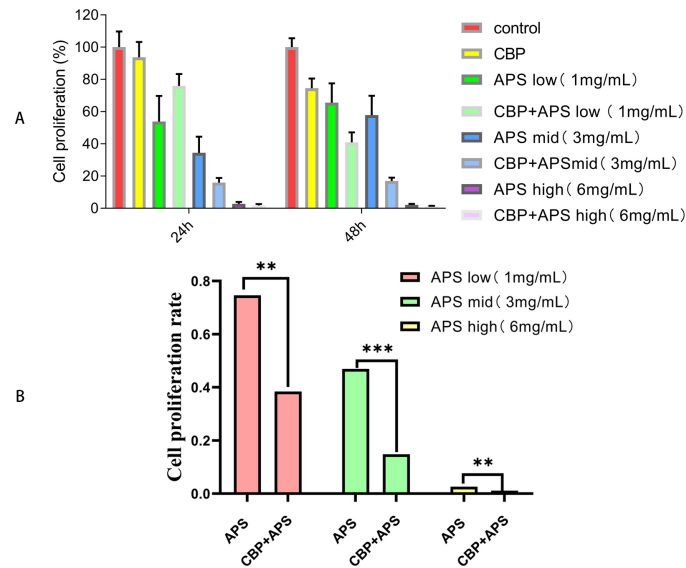 A
Cell proliferation (%)
120
100
80
60
40
20
0
24h
48h
control
CBP
APS low( 1mg/mL)
CBP+APS low ( 1mg/mL)
APS mid( 3mg/mL)
CBP+APSmid( 3mg/mL)
APS high( 6mg/mL)
CBP+APS high( 6mg/mL)
B
Cell proliferation rate
0.8
0.6
0.4
0.2
0.0
**
***
**
APS
CBP+APS
APS
CBP+APS
APS
CBP+APS
APS low( 1mg/mL)
APS mid( 3mg/mL)
APS high( 6mg/mL)